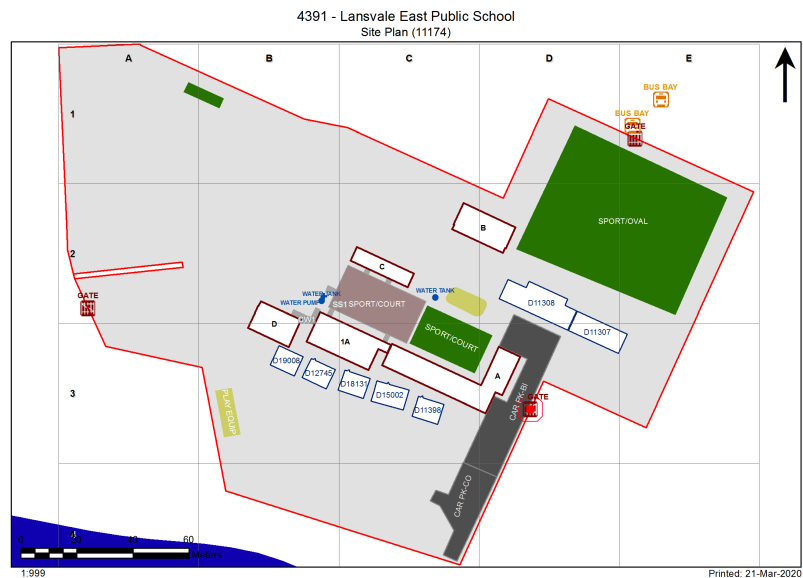 4391 - Lansvale East Public School
Site Plan (11174)
A
B
C
D
E
1
BUS BAY
BUS BAY
GATE
SPORT/OVAL
B
2
C
GATE
WATER TANK
WATER PUMP
WATER TANK
SS1 SPORT/COURT
D11308
D11307
D
CW1
1A
SPORT/COURT
D19008
D12745
D18131
D15002
D11398
A
3
PLAY EQUIP
CAR PK-BI
GATE
CAR PK-CO
4
0
20
40
60
Meters
1:999
Printed: 21-Mar-2020